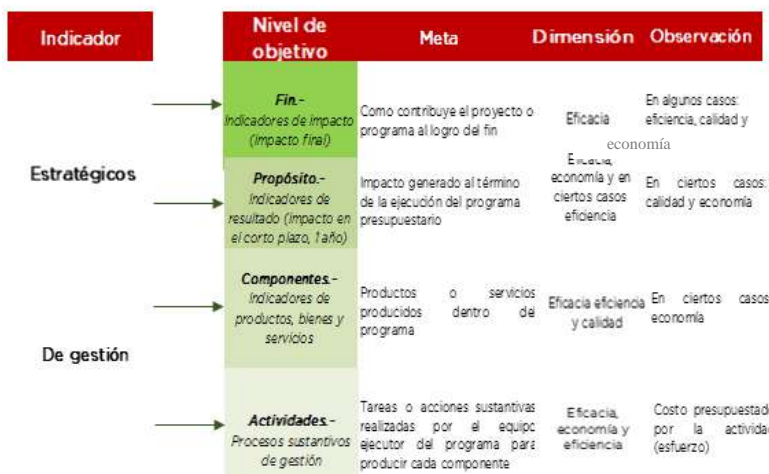 Indicador
Nivel de
objetivo
Meta
Dimensión
Observación
Estratégicos
Fin.-
Indicadores de impacto
(impacto final)
Como contribuye el proyecto o
programa al logro del fin
Eficacia
En algunos casos:
eficiencia, calidad y
economía
Propósito.-
Indicadores de
resultado (impacto en
el corto plazo, 1 año)
Impacto generado al término
de la ejecución del programa
presupuestario
Eficacia,
economía y en
ciertos casos
eficiencia
En ciertos casos:
calidad y economía
De gestión
Componentes.-
Indicadores de
productos, bienes y
servicios
Productos o servicios
producidos dentro del
programa
Eficacia eficiencia
y calidad
En ciertos casos
economía
Actividades.-
Procesos sustantivos
de gestión
Tareas o acciones sustantivas
realizadas por el equipo
ejecutor del programa para
producir cada componente
Eficacia,
economía y
eficiencia
Costo presupuestad
por la activida
(esfuerzo)